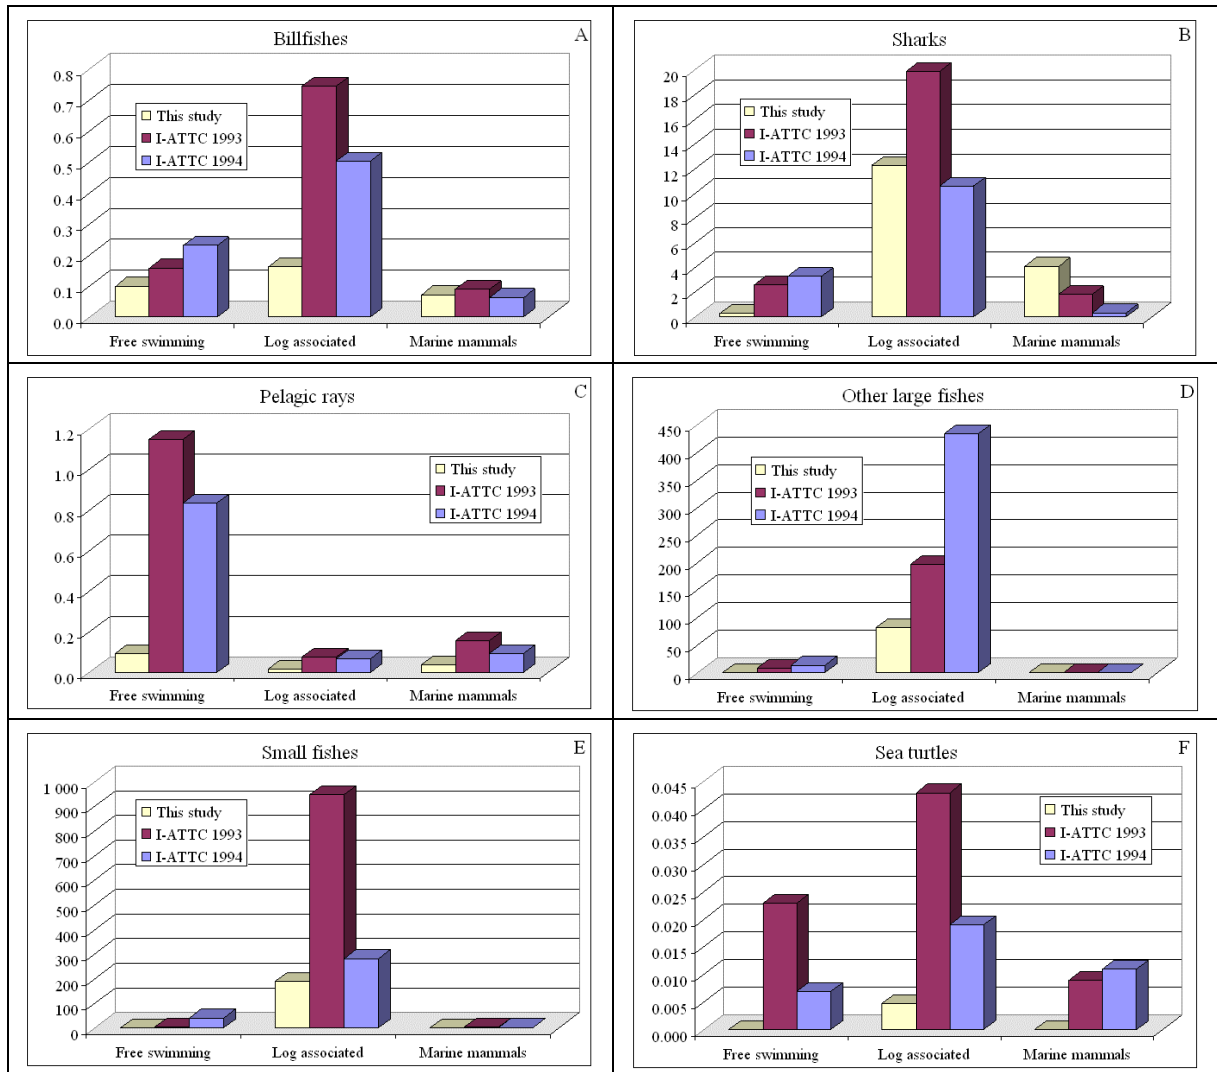 Billfishes
A
0.8
0.7
0.6
0.5
0.4
0.3
0.2
0.1
0.0
This study
I-ATTC 1993
I-ATTC 1994
Free swimming
Log associated
Marine mammals
Sharks
B
20
18
16
14
12
10
8
6
4
2
0
This study
I-ATTC 1993
I-ATTC 1994
Free swimming
Log associated
Marine mammals
Pelagic rays
C
1.2
1.0
0.8
0.6
0.4
0.2
0.0
This study
I-ATTC 1993
I-ATTC 1994
Free swimming
Log associated
Marine mammals
Other large fishes
D
450
400
350
300
250
200
150
100
50
0
This study
I-ATTC 1993
I-ATTC 1994
Free swimming
Log associated
Marine mammals
Small fishes
E
1 000
900
800
700
600
500
400
300
200
100
0
This study
I-ATTC 1993
I-ATTC 1994
Free swimming
Log associated
Marine mammals
Sea turtles
F
0.045
0.040
0.035
0.030
0.025
0.020
0.015
0.010
0.005
0.000
This study
I-ATTC 1993
I-ATTC 1994
Free swimming
Log associated
Marine mammals